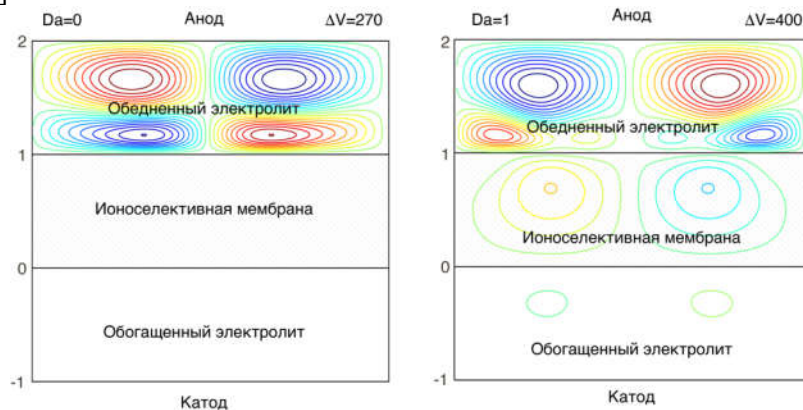 Da=0 Анод ΔV=270
2
Обедненный электролит
1
Ионоселективная мембрана
0
Обогащенный электролит
-1
Катод
Da=1 Анод ΔV=400
2
Обедненный электролит
1
Ионоселективная мембрана
0
Обогащенный электролит
-1
Катод